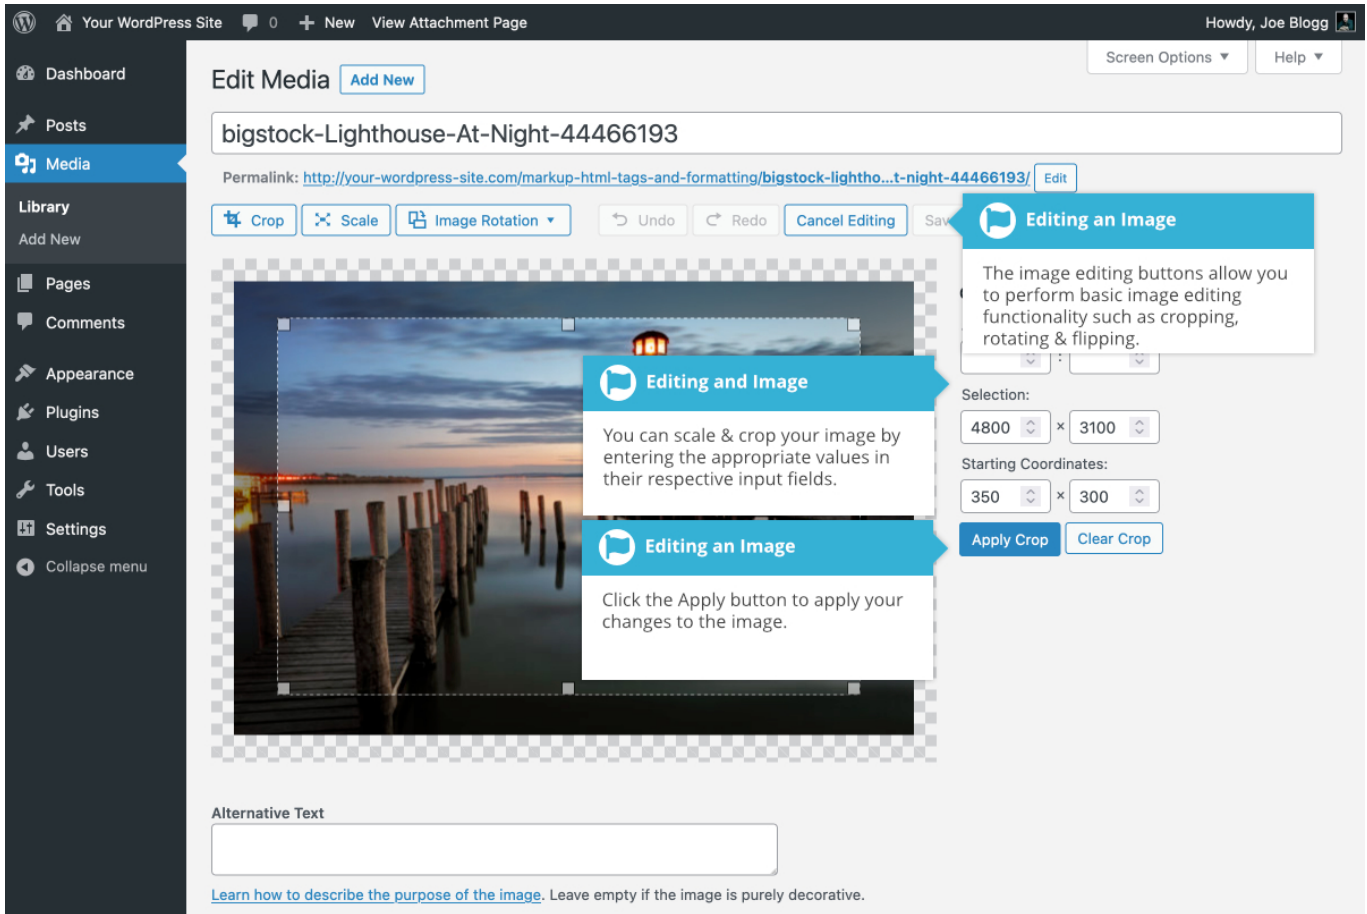 Your WordPress Site
0
New
View Attachment Page
Howdy, Joe Blogg
Dashboard
Posts
Media
Library
Add New
Pages
Comments
Appearance
Plugins
Users
Tools
Settings
Collapse menu
Screen Options
Help
Edit Media
Add New
bigstock-Lighthouse-At-Night-44466193
Permalink: http://your-wordpress-site.com/markup-html-tags-and-formatting/bigstock-lightho...t-night-44466193/ Edit
Crop
Scale
Image Rotation
Undo
Redo
Cancel Editing
Editing an Image
The image editing buttons allow you
to perform basic image editing
functionality such as cropping,
rotating & flipping.
:
Editing and Image
You can scale & crop your image by
entering the appropriate values in
their respective input fields.
Selection:
4800 × 3100
Starting Coordinates:
350 × 300
Apply Crop
Clear Crop
Editing an Image
Click the Apply button to apply your
changes to the image.
Alternative Text
Learn how to describe the purpose of the image. Leave empty if the image is purely decorative.